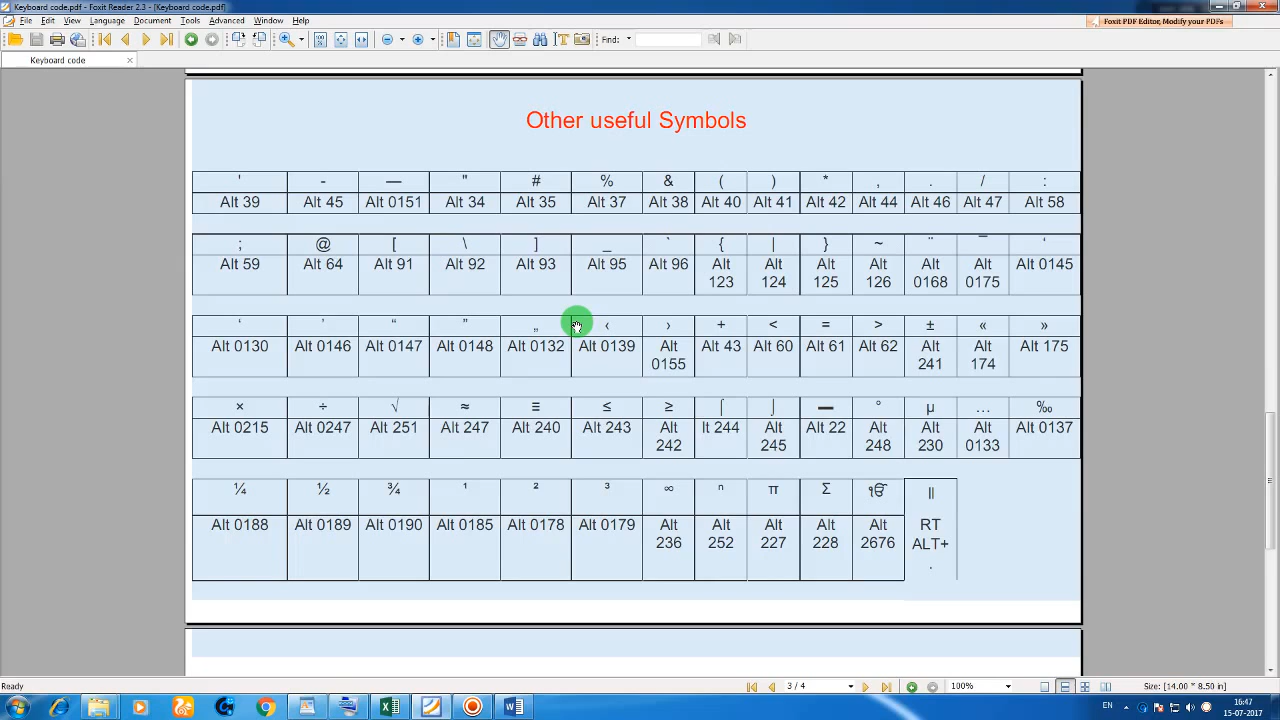 Keyboard code.pdf - Foxit Reader 2.3 - [Keyboard code.pdf]
File Edit View Language Document Tools Advanced Window Help
Foxit PDF Editor, Modify your PDFs
Find:
Keyboard code
Other useful Symbols
' - — " # % & ( ) * , . / :
Alt 39 Alt 45 Alt 0151 Alt 34 Alt 35 Alt 37 Alt 38 Alt 40 Alt 41 Alt 42 Alt 44 Alt 46 Alt 47 Alt 58
; @ [ \ ] _ ` { | } ~ ¨ ¯ ‘
Alt 59 Alt 64 Alt 91 Alt 92 Alt 93 Alt 95 Alt 96 Alt 123 Alt 124 Alt 125 Alt 126 Alt 0168 Alt 0175 Alt 0145
‘ ’ “ ” „ ‹ › + < = > ± « »
Alt 0130 Alt 0146 Alt 0147 Alt 0148 Alt 0132 Alt 0139 Alt 0155 Alt 43 Alt 60 Alt 61 Alt 62 Alt 241 Alt 174 Alt 175
× ÷ √ ≈ ≡ ≤ ≥ ⌠ ⌡ ▬ ° µ … ‰
Alt 0215 Alt 0247 Alt 251 Alt 247 Alt 240 Alt 243 Alt 242 lt 244 Alt 245 Alt 22 Alt 248 Alt 230 Alt 0133 Alt 0137
¼ ½ ¾ ¹ ² ³ ∞ ⁿ π Σ ੴ ॥
Alt 0188 Alt 0189 Alt 0190 Alt 0185 Alt 0178 Alt 0179 Alt 236 Alt 252 Alt 227 Alt 228 Alt 2676 RT ALT+ .
Ready
3 / 4
100%
Size: [14.00 * 8.50 in]
EN
16:47
15-07-2017